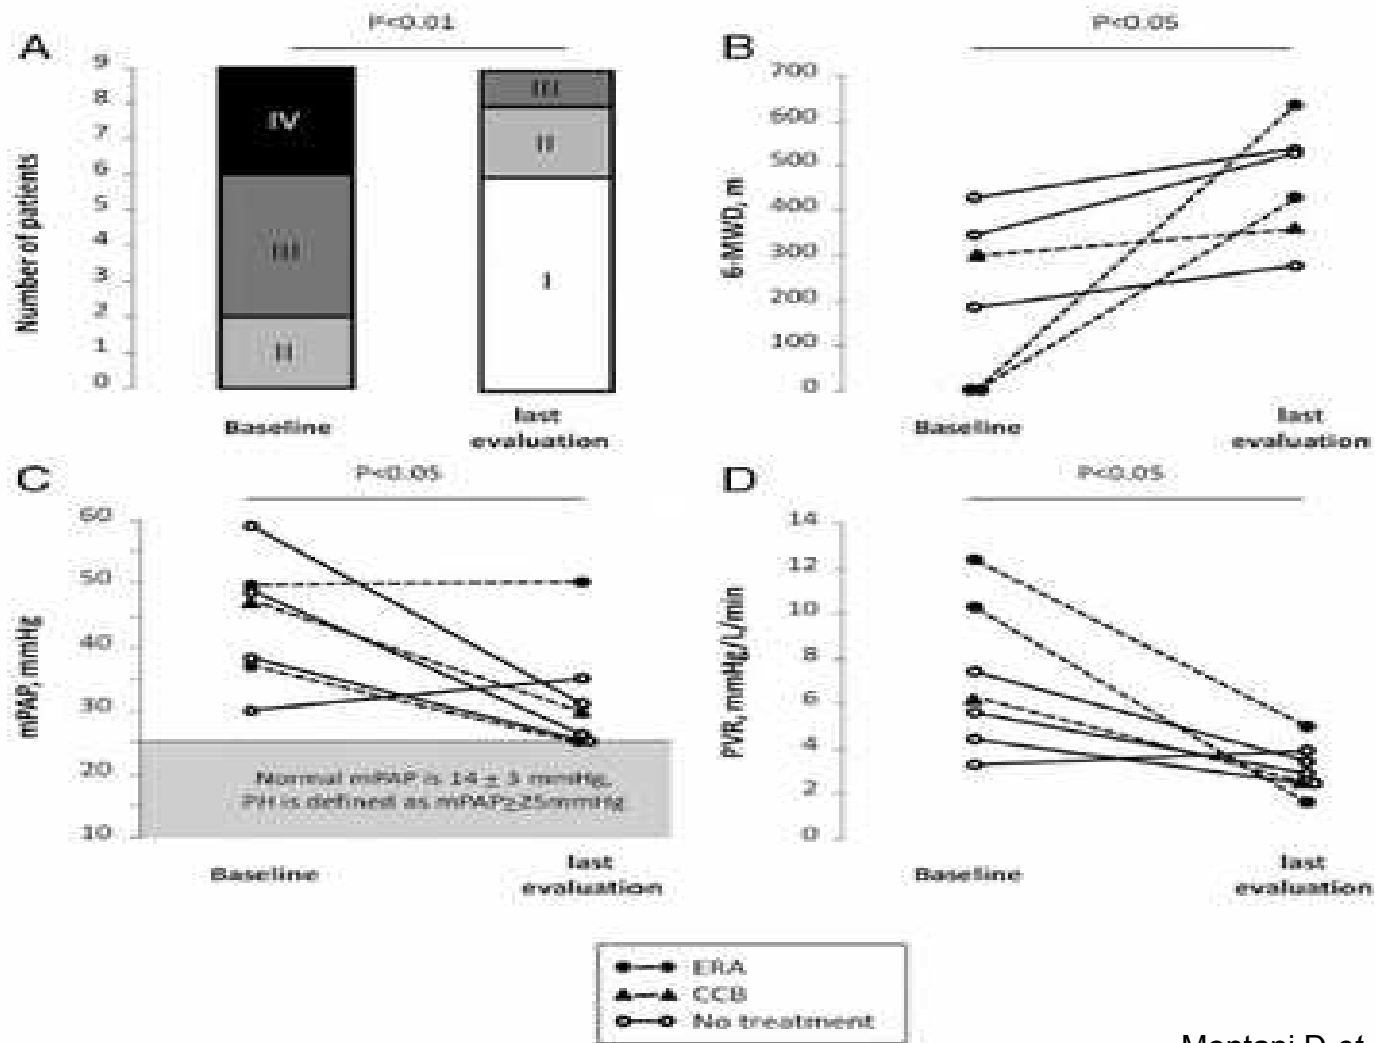 A
P<0.01
Number of patients
9
8
7
6
5
4
3
2
1
0
IV
III
II
III
II
I
Baseline
last
evaluation
B
P<0.05
6-MWD, m
700
600
500
400
300
200
100
0
Baseline
last
evaluation
C
P<0.05
mPAP, mmHg
60
50
40
30
20
10
Normal mPAP is 14 ± 3 mmHg,
PH is defined as mPAP≥25mmHg
Baseline
last
evaluation
D
P<0.05
PVR, mmHg/L/min
14
12
10
8
6
4
2
0
Baseline
last
evaluation
ERA
CCB
No treatment